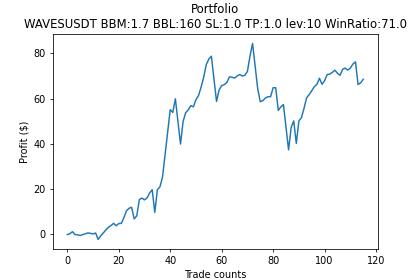 Portfolio
WAVESUSDT BBM:1.7 BBL:160 SL:1.0 TP:1.0 lev:10 WinRatio:71.0
80
60
40
20
0
Profit ($)
0 20 40 60 80 100 120
Trade counts